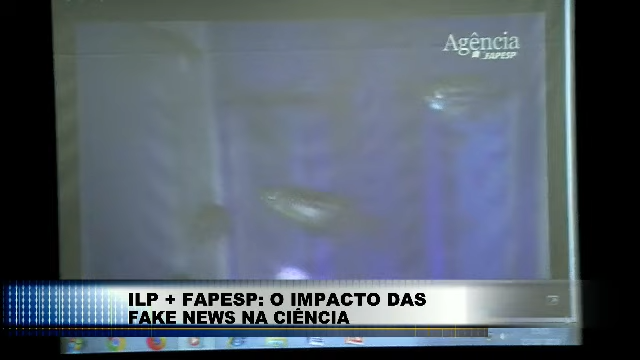 Agência
FAPESP
ILP + FAPESP: O IMPACTO DAS
FAKE NEWS NA CIÊNCIA